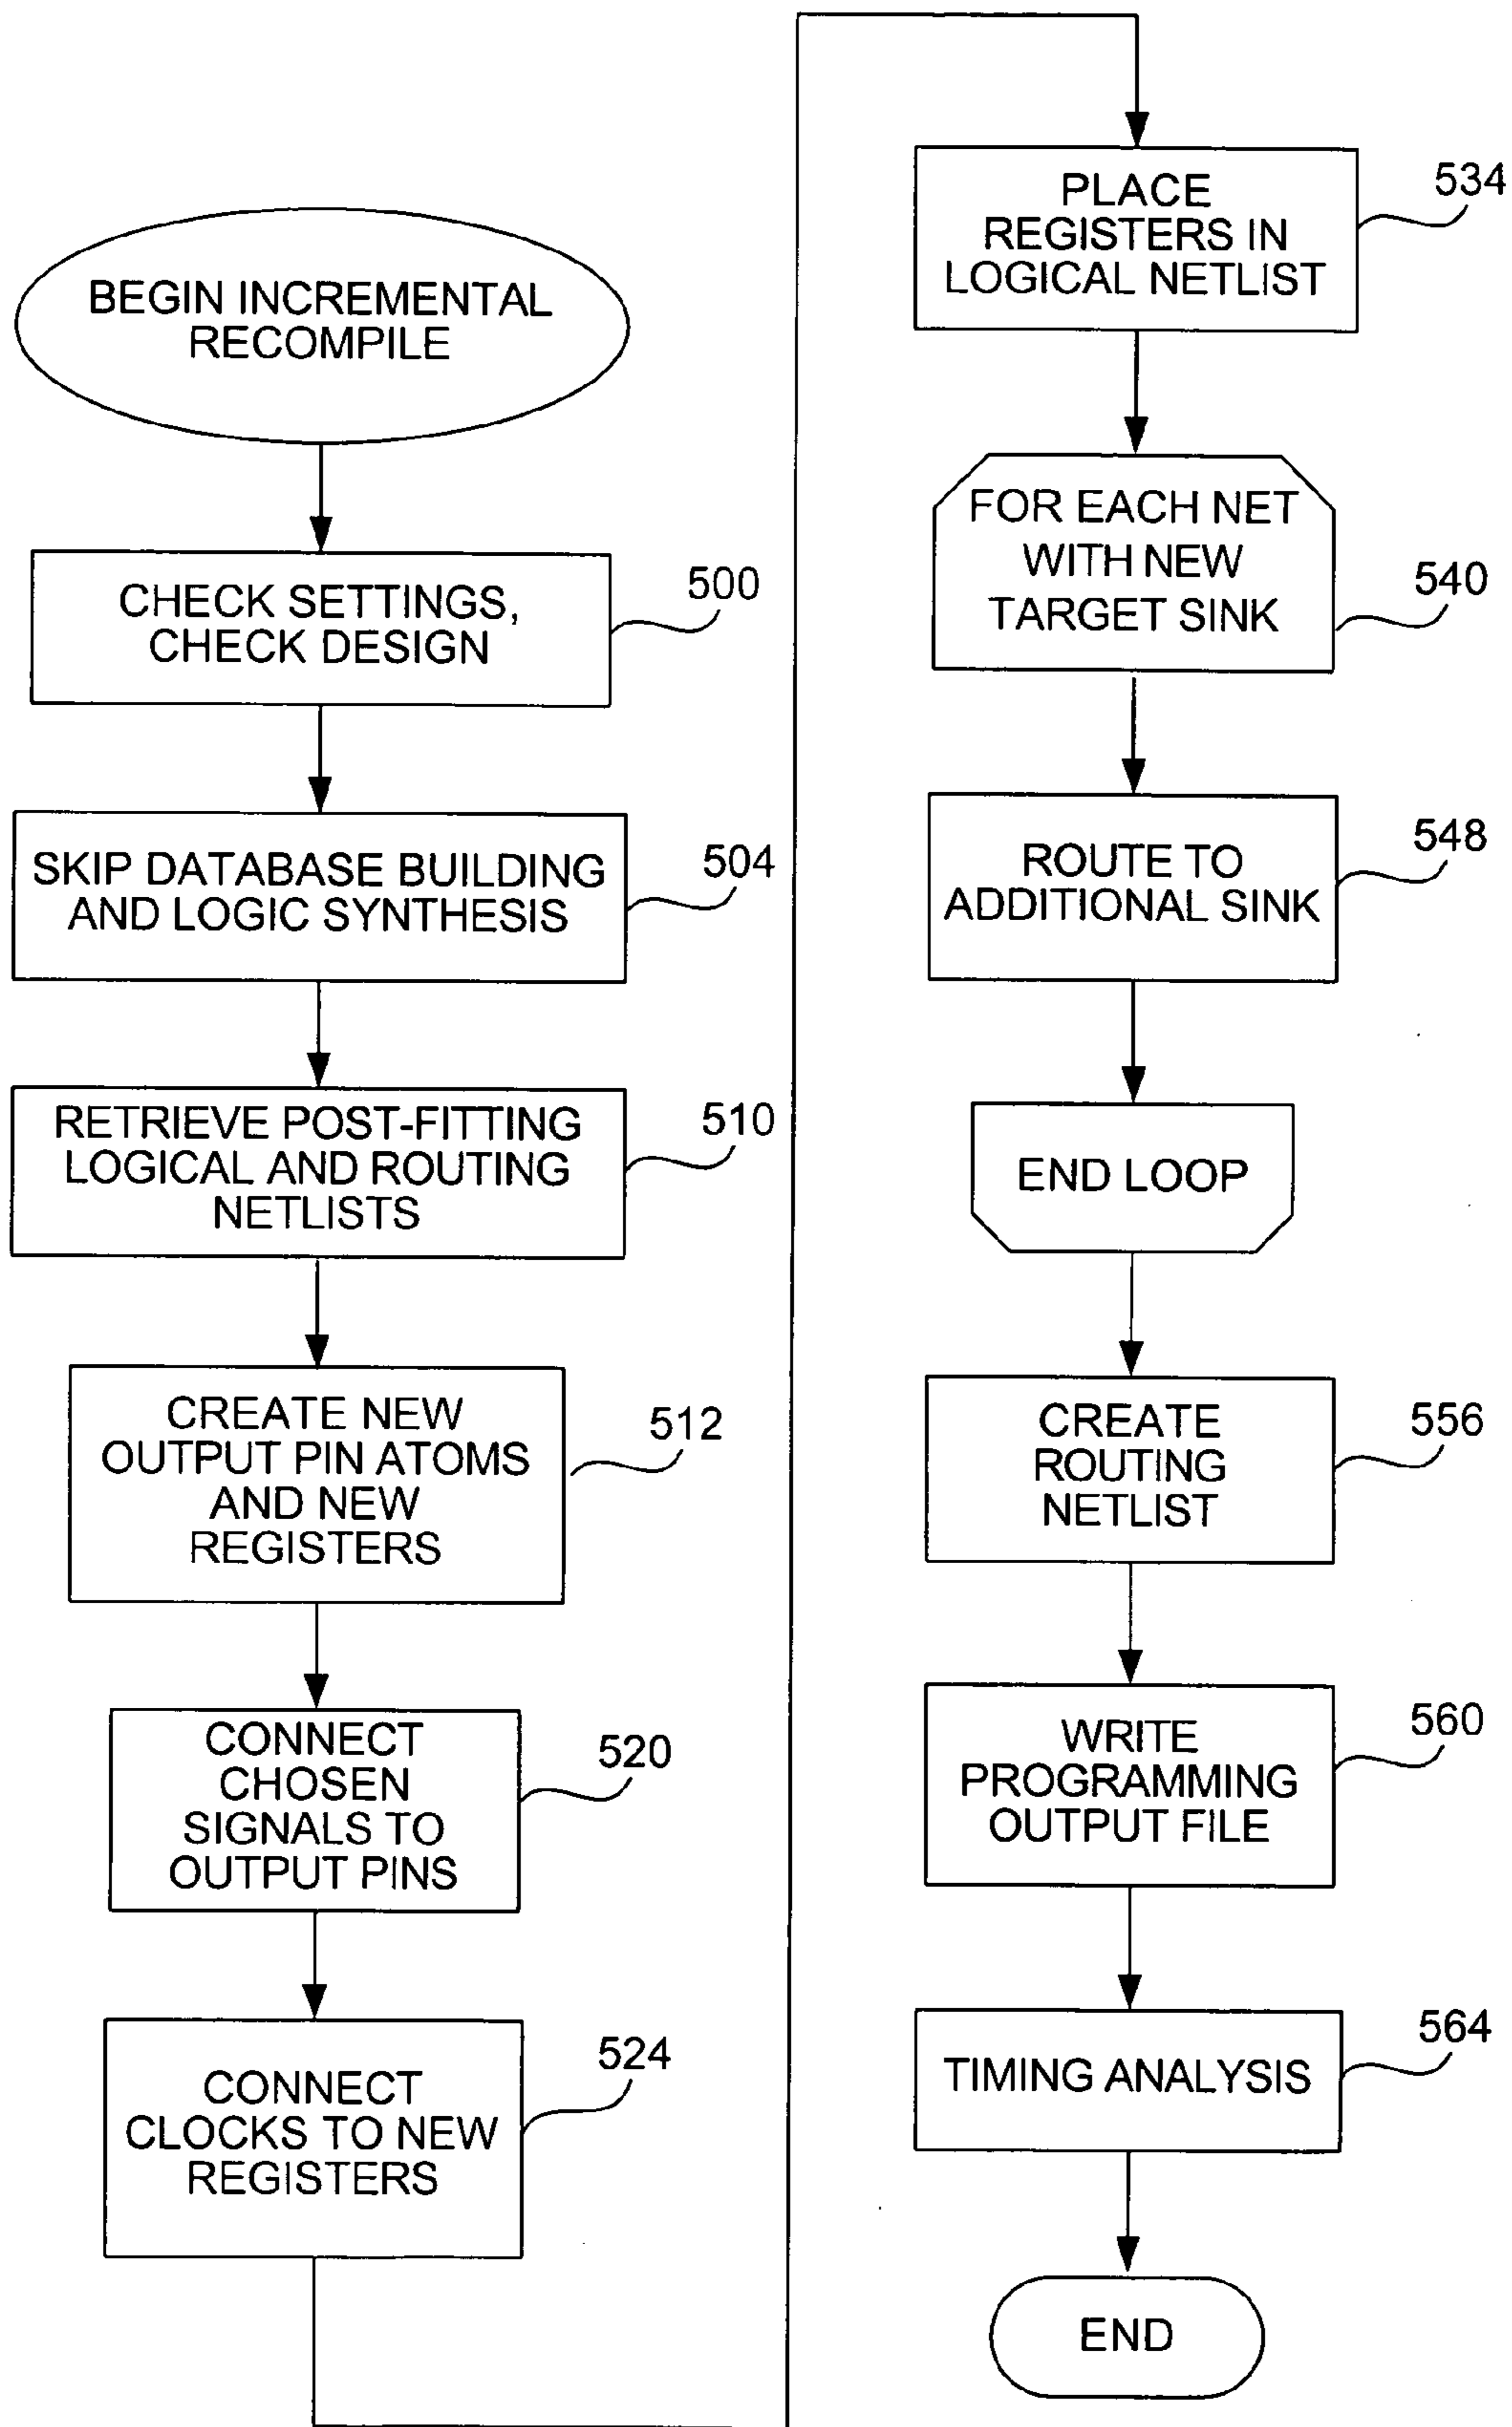 BEGIN INCREMENTAL
RECOMPILE
CHECK SETTINGS,
CHECK DESIGN
500
SKIP DATABASE BUILDING
AND LOGIC SYNTHESIS
504
RETRIEVE POST-FITTING
LOGICAL AND ROUTING
NETLISTS
510
CREATE NEW
OUTPUT PIN ATOMS
AND NEW
REGISTERS
512
CONNECT
CHOSEN
SIGNALS TO
OUTPUT PINS
520
CONNECT
CLOCKS TO NEW
REGISTERS
524
PLACE
REGISTERS IN
LOGICAL NETLIST
534
FOR EACH NET
WITH NEW
TARGET SINK
540
ROUTE TO
ADDITIONAL SINK
548
END LOOP
CREATE
ROUTING
NETLIST
556
WRITE
PROGRAMMING
OUTPUT FILE
560
TIMING ANALYSIS
564
END